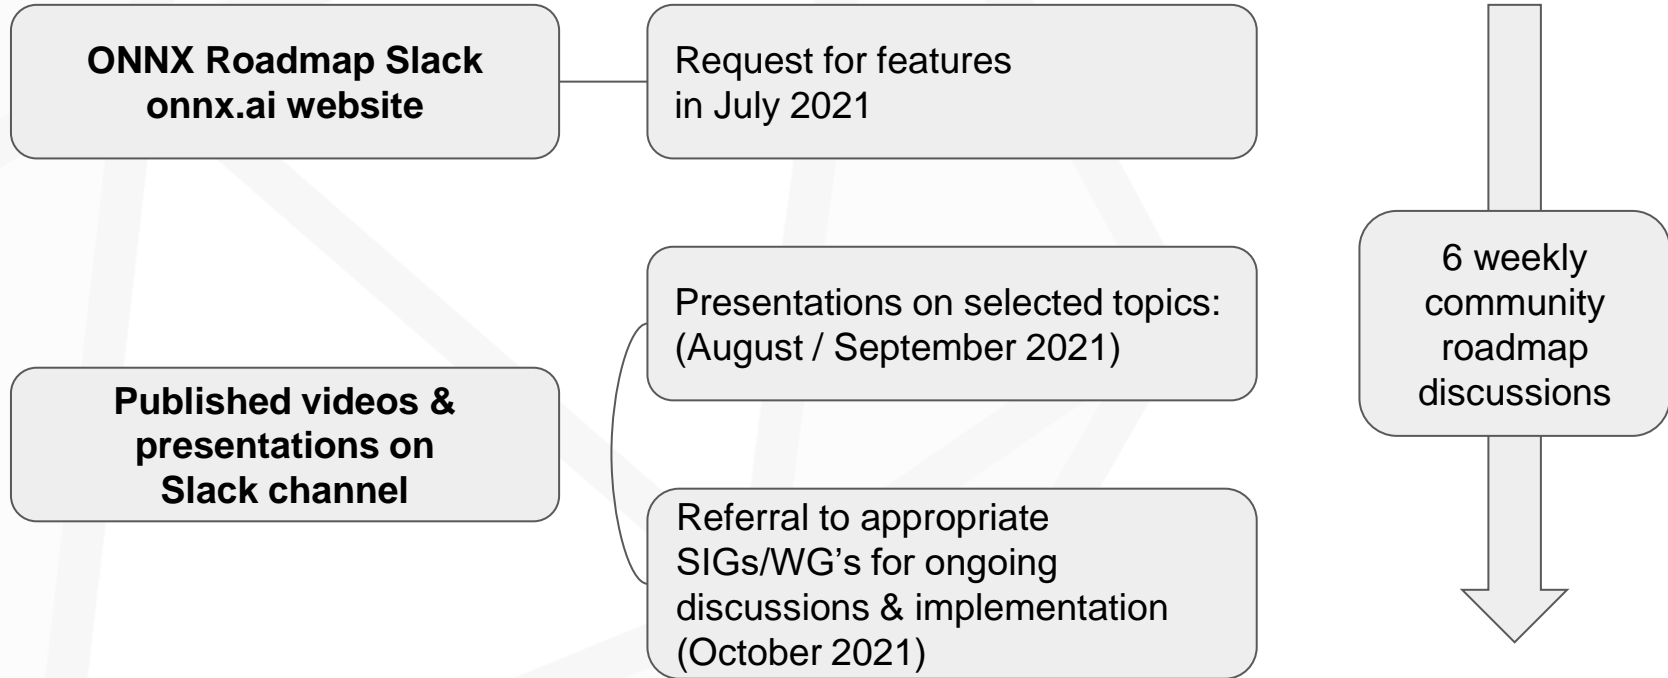 ONNX Roadmap Slack
onnx.ai website
Request for features
in July 2021
Presentations on selected topics:
(August / September 2021)
Published videos &
presentations on
Slack channel
Referral to appropriate
SIGs/WG’s for ongoing
discussions & implementation
(October 2021)
6 weekly
community
roadmap
discussions